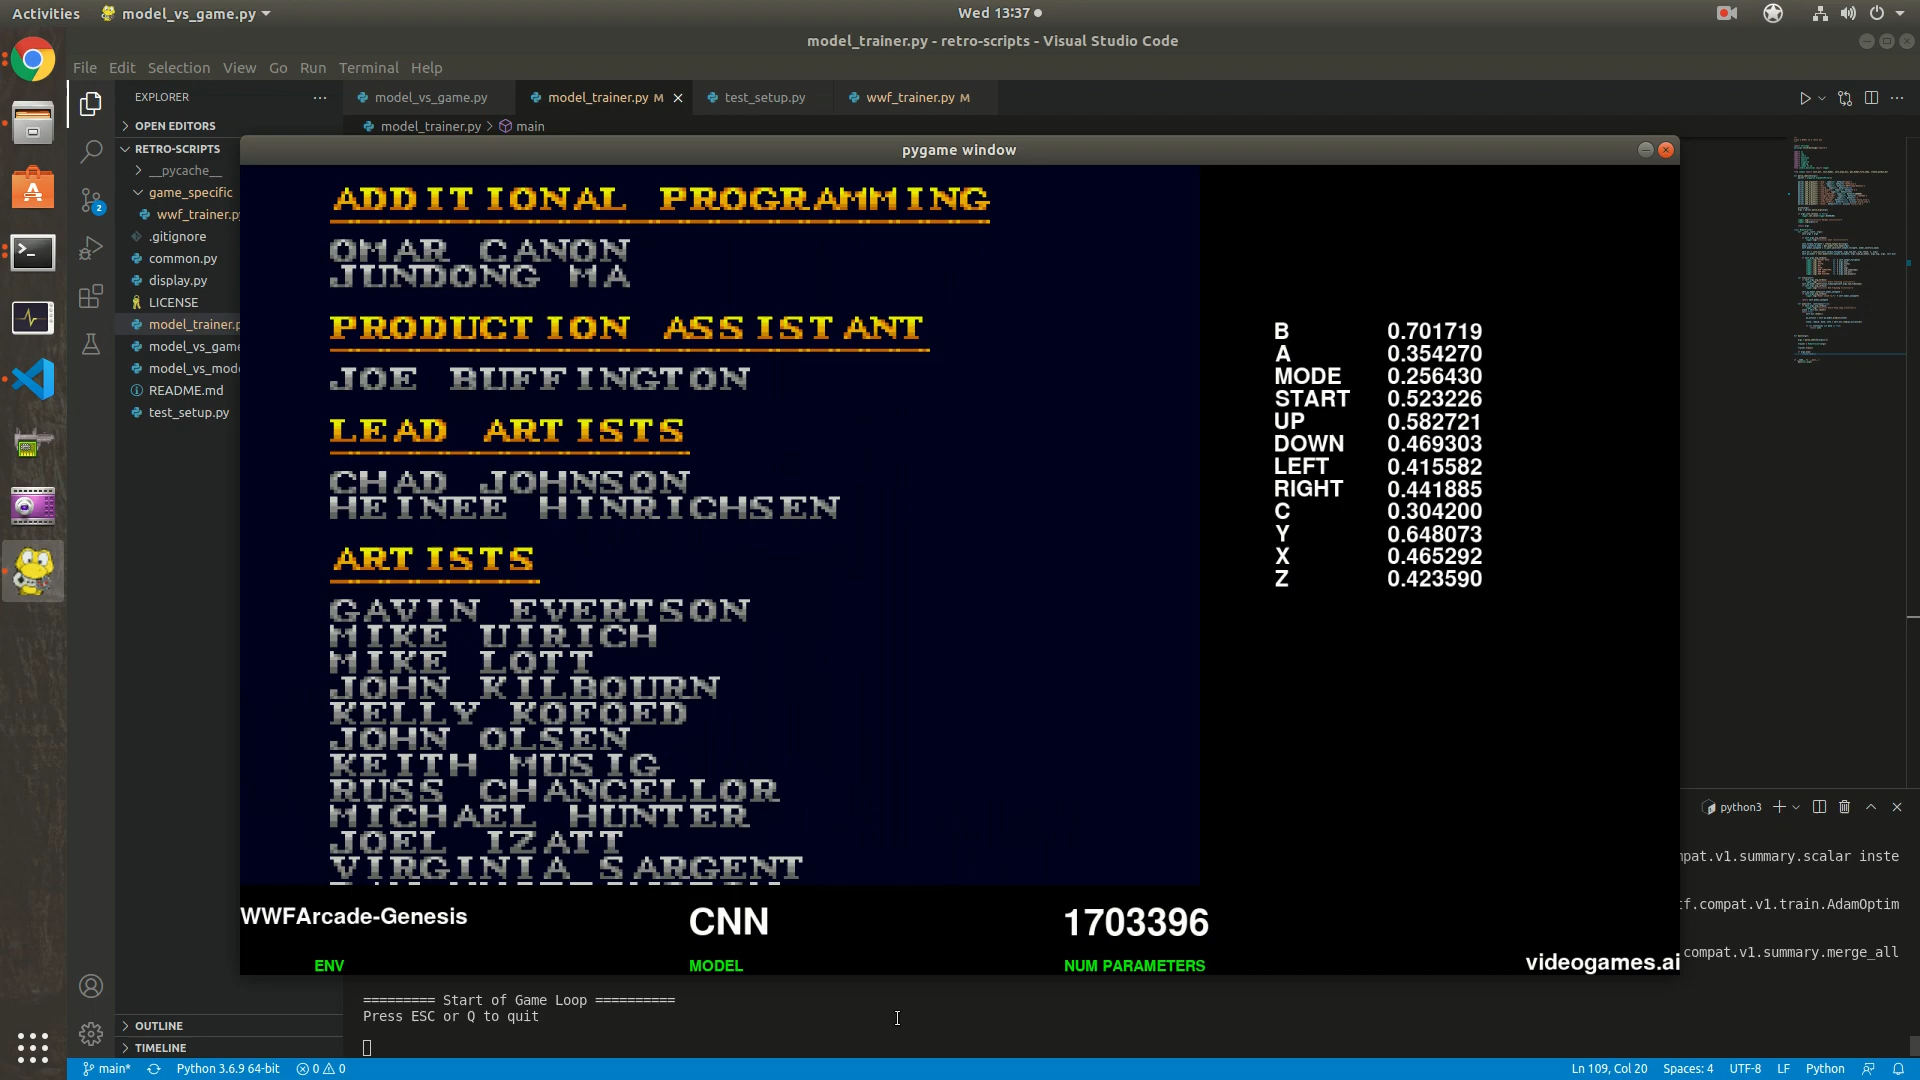 Activities
model_vs_game.py
Wed 13:37
model_trainer.py - retro-scripts - Visual Studio Code
File Edit Selection View Go Run Terminal Help
EXPLORER
model_vs_game.py
model_trainer.py M
test_setup.py
wwf_trainer.py M
OPEN EDITORS
model_trainer.py > main
RETRO-SCRIPTS
__pycache__
game_specific
wwf_trainer.py
.gitignore
common.py
display.py
LICENSE
model_trainer.p
model_vs_game
model_vs_mod
README.md
test_setup.py
2
pygame window
ADDITIONAL PROGRAMMING
OMAR CANON
JUNDONG MA
PRODUCTION ASSISTANT
JOE BUFFINGTON
LEAD ARTISTS
CHAD JOHNSON
HEINEE HINRICHSEN
ARTISTS
GAVIN EVERTSON
MIKE ULRICH
MIKE LOTT
JOHN KILBOURN
KELLY KOFOED
JOHN OLSEN
KEITH MUSIG
RUSS CHANCELLOR
MICHAEL HUNTER
JOEL IZATT
VIRGINIA SARGENT
B 0.701719
A 0.354270
MODE 0.256430
START 0.523226
UP 0.582721
DOWN 0.469303
LEFT 0.415582
RIGHT 0.441885
C 0.304200
Y 0.648073
X 0.465292
Z 0.423590
WWFArcade-Genesis
CNN
1703396
ENV
MODEL
NUM PARAMETERS
videogames.ai
python3
mpat.v1.summary.scalar inste
tf.compat.v1.train.AdamOptim
compat.v1.summary.merge_all
========= Start of Game Loop ==========
Press ESC or Q to quit
OUTLINE
TIMELINE
main*
Python 3.6.9 64-bit
0 0
Ln 109, Col 20
Spaces: 4
UTF-8
LF
Python